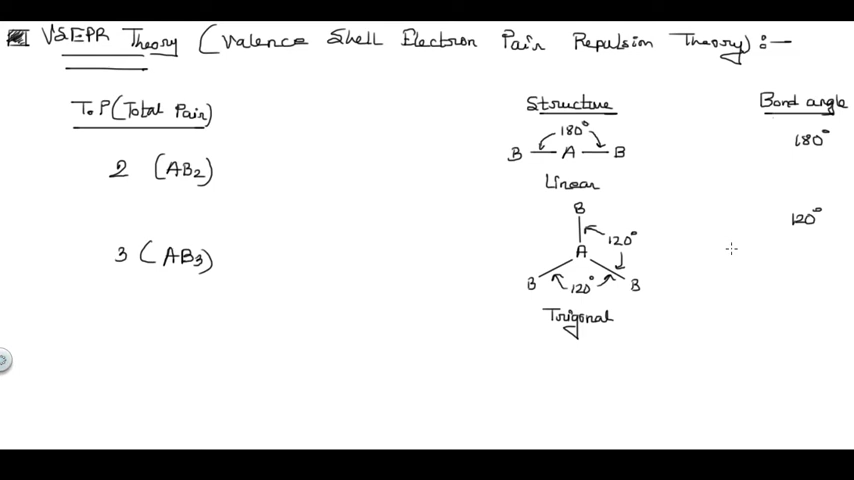 VSEPR Theory (Valence Shell Electron Pair Repulsion Theory) :-
T.P (Total Pair) Structure Bond angle
2 (AB2) B — A — B 180° 180°
Linear
3 (AB3) B 120°
A 120°
B 120° B
Trigonal